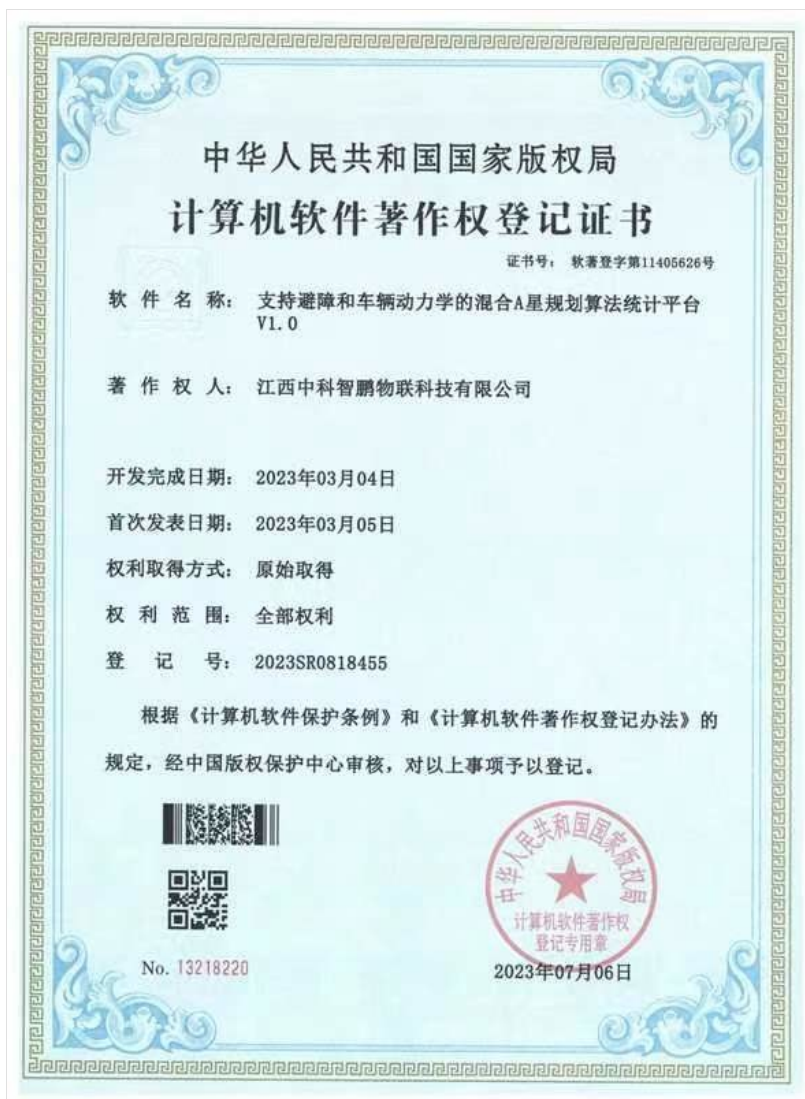 中华人民共和国国家版权局
计算机软件著作权登记证书
证书号： 软著登字第11405626号
软件名称： 支持避障和车辆动力学的混合A星规划算法统计平台
V1.0
著作权人： 江西中科智鹏物联科技有限公司
开发完成日期： 2023年03月04日
首次发表日期： 2023年03月05日
权利取得方式： 原始取得
权利范围： 全部权利
登记号： 2023SR0818455
根据《计算机软件保护条例》和《计算机软件著作权登记办法》的
规定，经中国版权保护中心审核，对以上事项予以登记。
中华人民共和国国家版权局
计算机软件著作权
登记专用章
No. 13218220
2023年07月06日